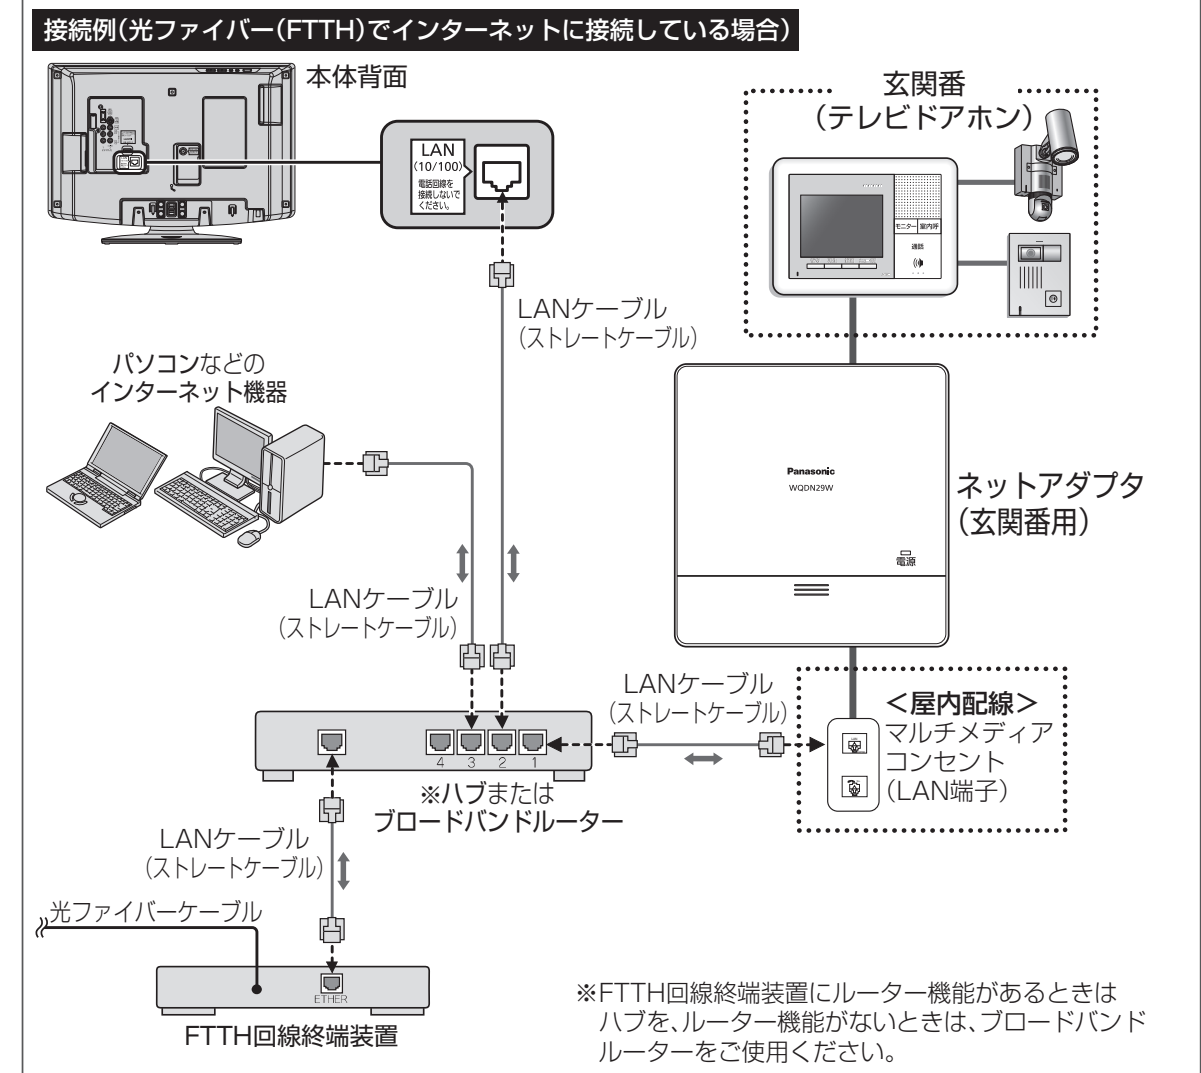 接続例(光ファイバー(FTTH)でインターネットに接続している場合)
本体背面
LAN
(10/100)
電話回線を
接続しないで
ください。
玄関番
(テレビドアホン)
モニター 室内呼
通話
LANケーブル
(ストレートケーブル)
パソコンなどの
インターネット機器
Panasonic
WQDN29W
電源
ネットアダプタ
(玄関番用)
LANケーブル
(ストレートケーブル)
LANケーブル
(ストレートケーブル)
<屋内配線>
マルチメディア
コンセント
(LAN端子)
4 3 2 1
※ハブまたは
ブロードバンドルーター
LANケーブル
(ストレートケーブル)
光ファイバーケーブル
ETHER
FTTH回線終端装置
※FTTH回線終端装置にルーター機能があるときは
ハブを、ルーター機能がないときは、ブロードバンド
ルーターをご使用ください。